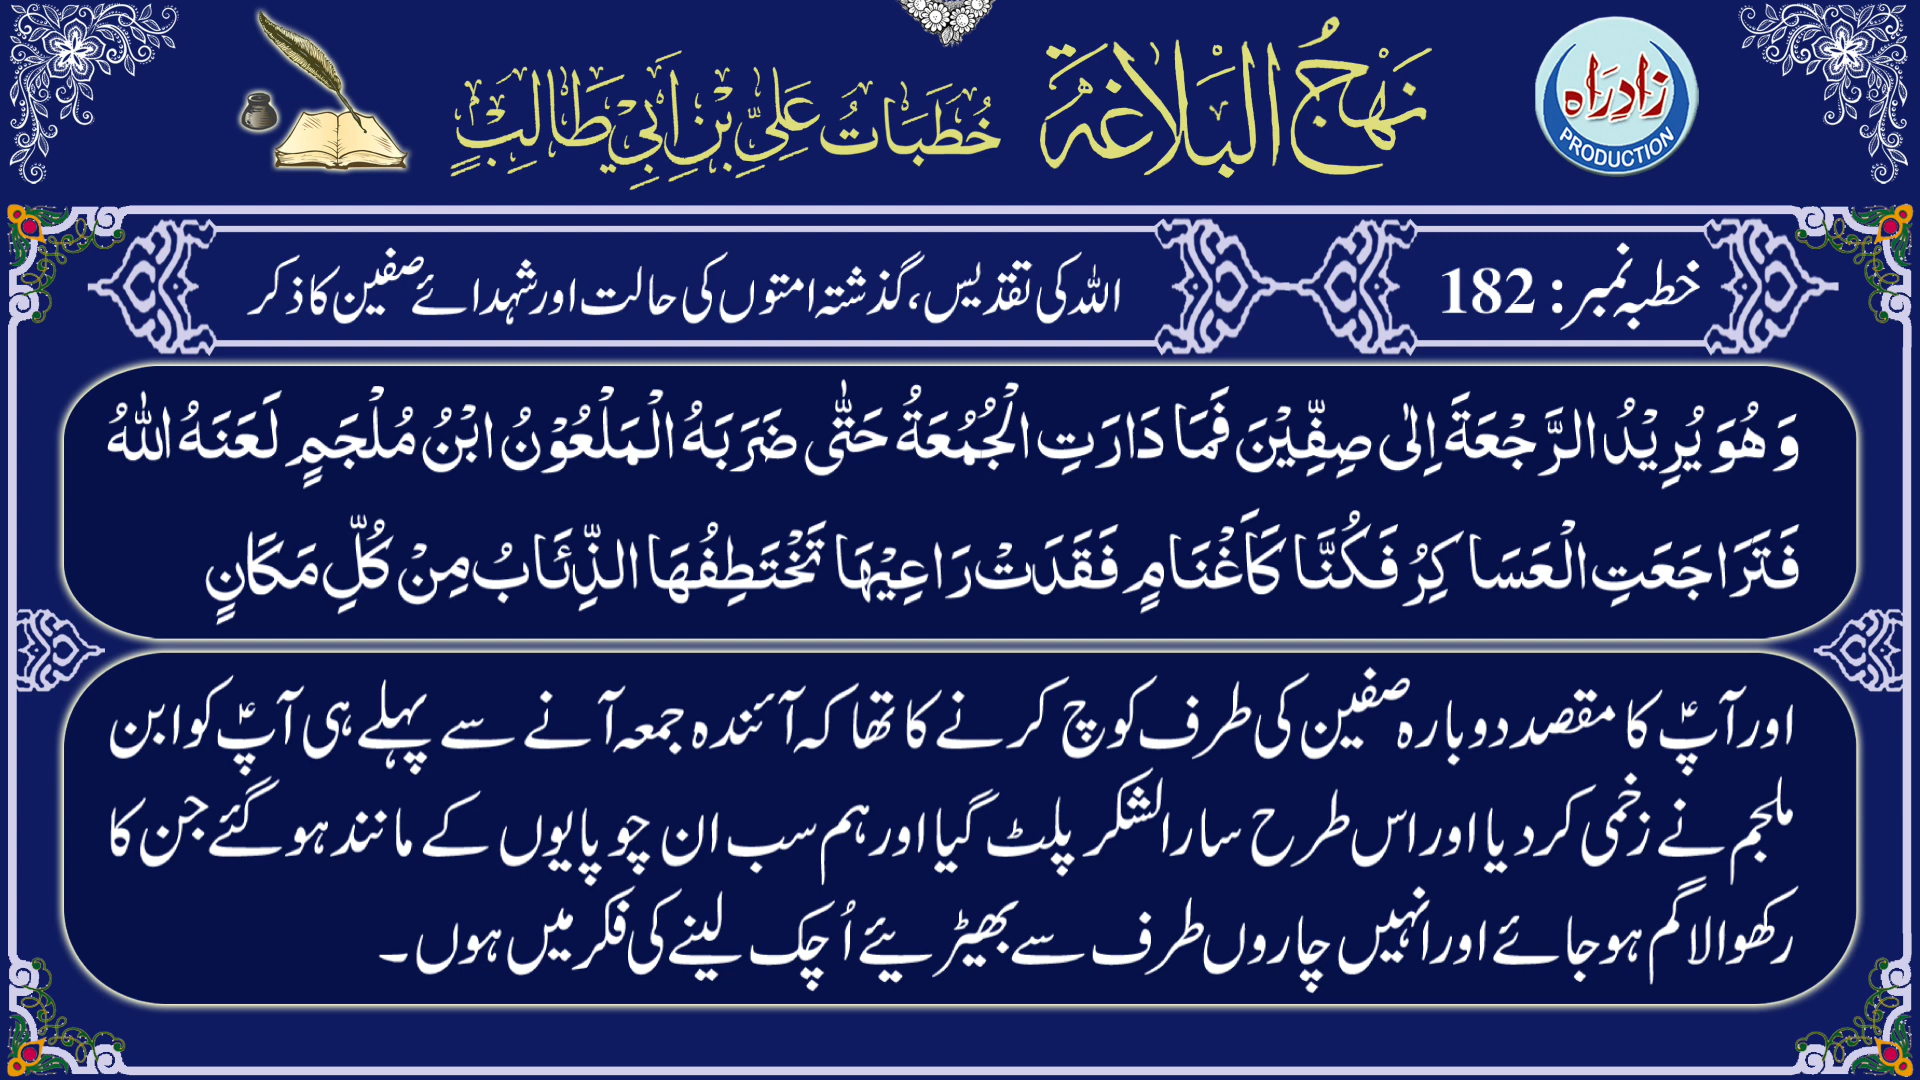 نَهْجُ الْبَلَاغَة خُطَبَاتُ عَلِيِّ بْنِ اَبِيْ طَالِبْ
زادِرَاہ
PRODUCTION
خطبہ نمبر : 182
اللہ کی تقدیس، گذشتہ امتوں کی حالت اور شہدائے صفین کا ذکر
وَ هُوَ يُرِيْدُ الرَّجْعَةَ اِلٰى صِفِّيْنَ فَمَا دَارَتِ الْجُمُعَةُ حَتّٰى ضَرَبَهُ الْمَلْعُوْنُ ابْنُ مُلْجَمٍ لَعَنَهُ اللّٰهُ
فَتَرَاجَعَتِ الْعَسَاكِرُ فَكُنَّا كَاَغْنَامٍ فَقَدَتْ رَاعِيْهَا تَخْتَطِفُهَا الذِّئَابُ مِنْ كُلِّ مَكَانٍ
اور آپؑ کا مقصد دوبارہ صفین کی طرف کوچ کرنے کا تھا کہ آئندہ جمعہ آنے سے پہلے ہی آپؑ کو ابن
ملجم نے زخمی کر دیا اور اس طرح سارا لشکر پلٹ گیا اور ہم سب ان چوپایوں کے مانند ہو گئے جن کا
رکھوالا گم ہو جائے اور انہیں چاروں طرف سے بھیڑیئے اُچک لینے کی فکر میں ہوں۔